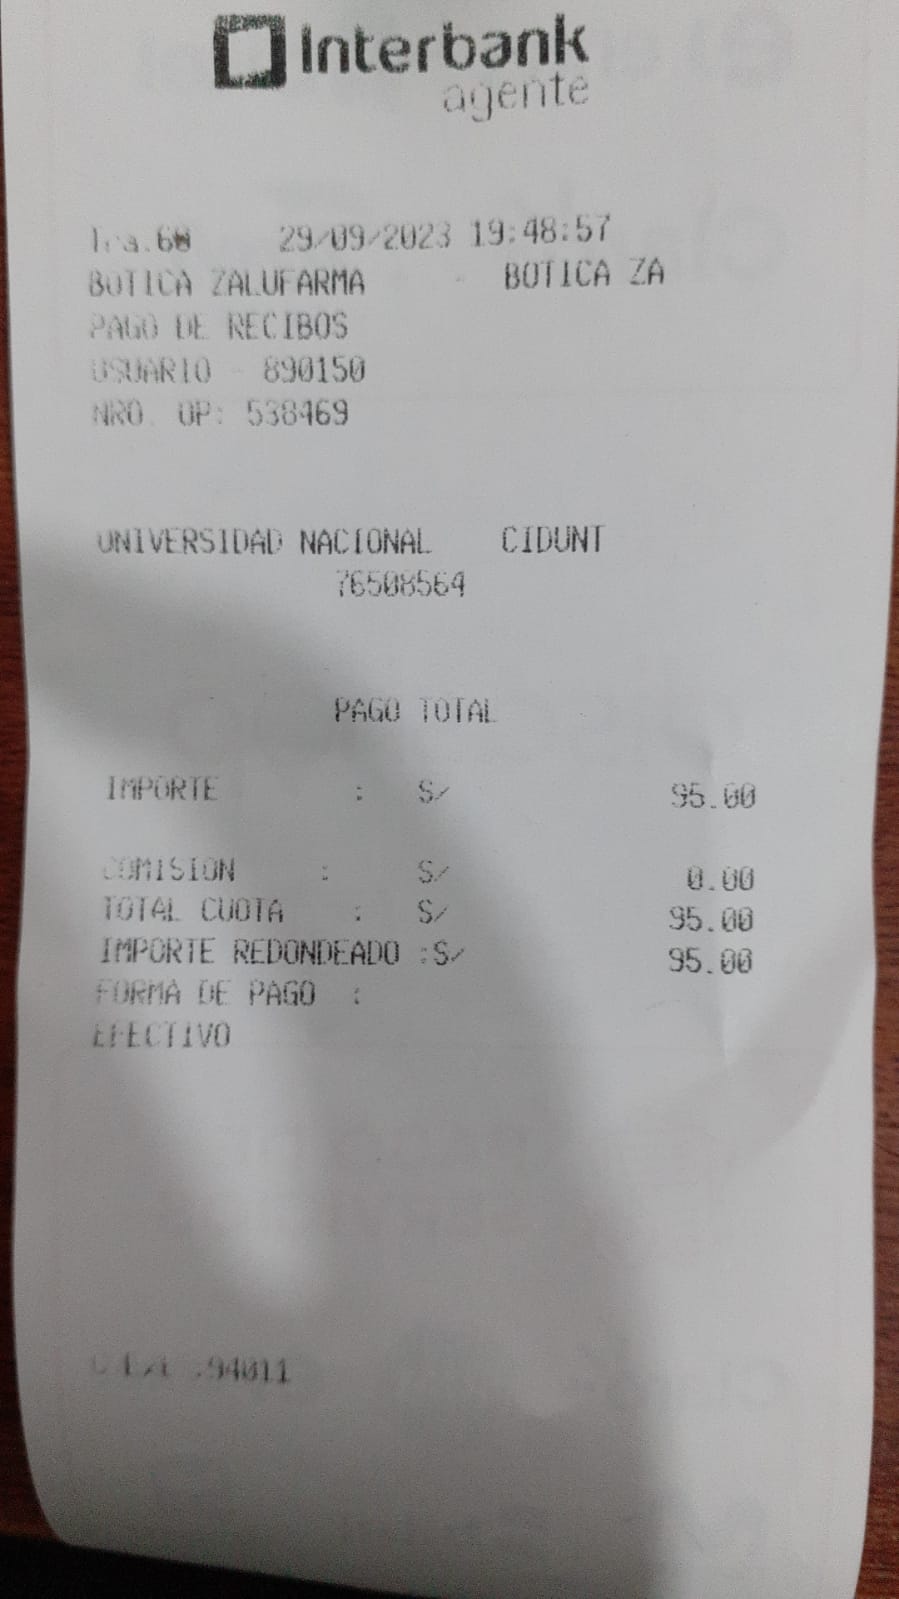 Interbank
agente
29/09/2023 19:48:57
BOTICA ZALUFARMA - BOTICA ZA
PAGO DE RECIBOS
USUARIO - 890150
NRO. OP: 538469
UNIVERSIDAD NACIONAL CIDUNT
76508564
PAGO TOTAL
IMPORTE : S/ 95.00
COMISION : S/ 0.00
TOTAL CUOTA : S/ 95.00
IMPORTE REDONDEADO :S/ 95.00
FORMA DE PAGO :
EFECTIVO